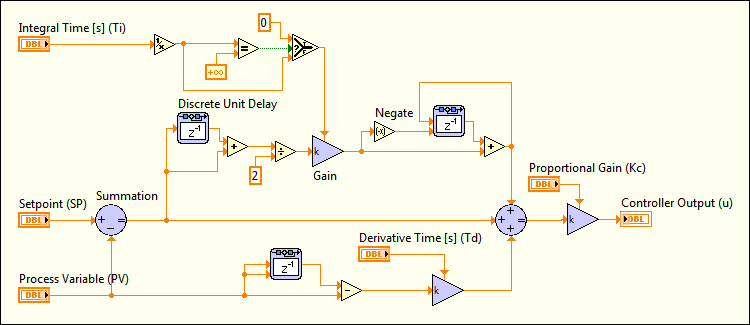 Integral Time [s] (Ti)
DBL
1/x
=
+∞
0
?
F
Discrete Unit Delay
z⁻¹
+
÷
2
k
Gain
Negate
(-x)
z⁻¹
+
Setpoint (SP)
DBL
Summation
+ − =
+ + + =
Proportional Gain (Kc)
DBL
k
Controller Output (u)
DBL
Process Variable (PV)
DBL
z⁻¹
−
Derivative Time [s] (Td)
DBL
k